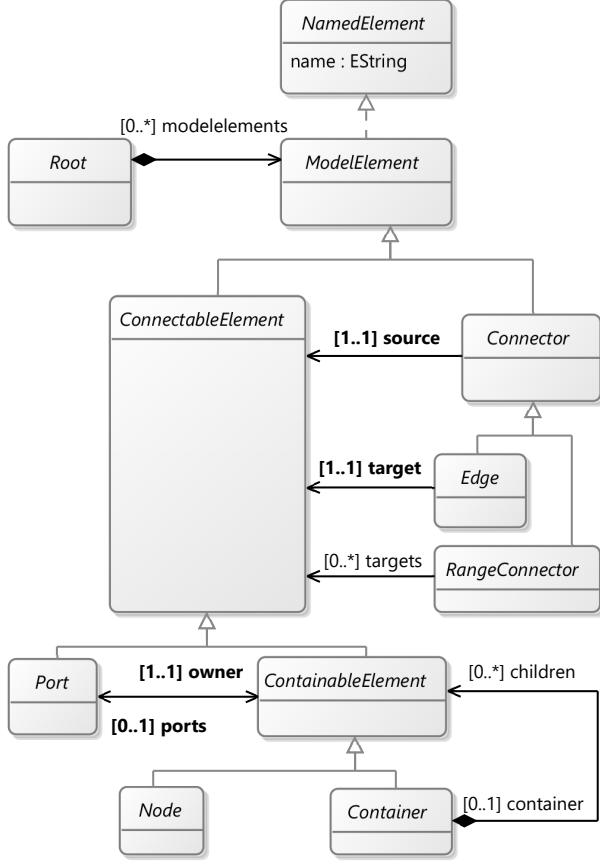 NamedElement
name : EString
[0..*] modelelements
Root
ModelElement
ConnectableElement
[1..1] source
Connector
[1..1] target
Edge
[0..*] targets
RangeConnector
Port
[1..1] owner
ContainableElement
[0..*] children
[0..1] ports
Node
Container
[0..1] container